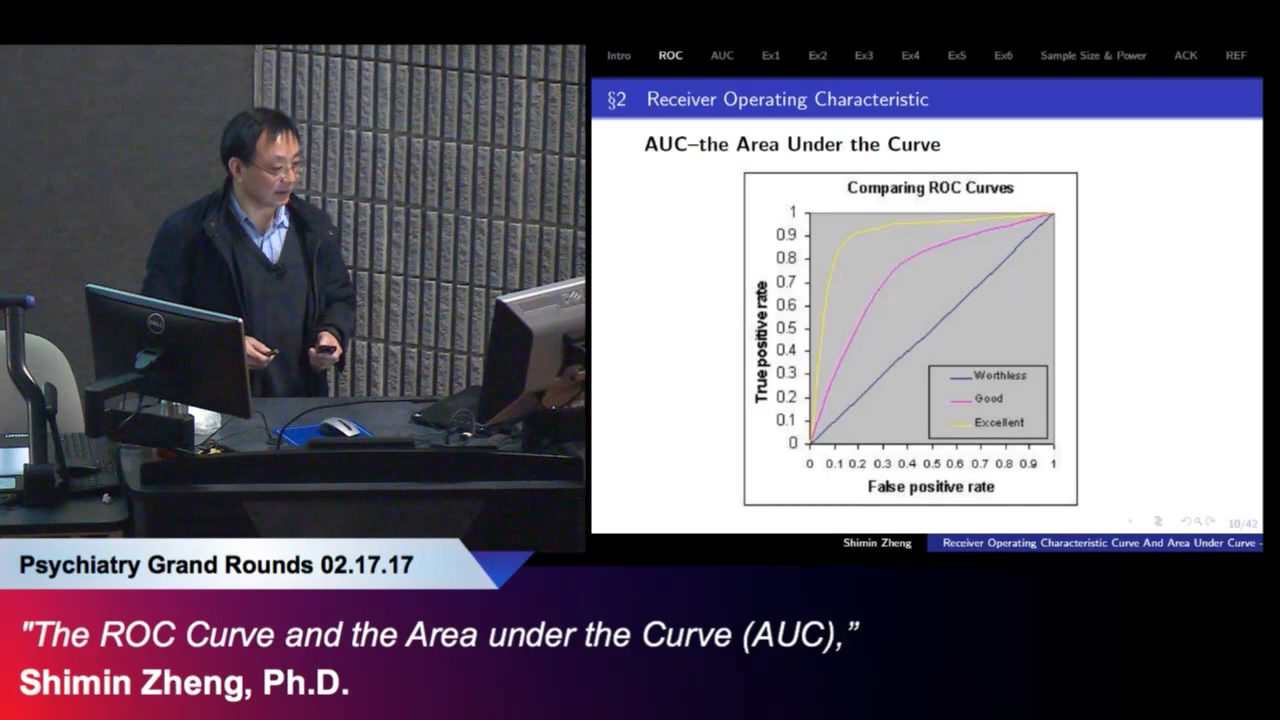 Intro ROC AUC Ex1 Ex2 Ex3 Ex4 Ex5 Ex6 Sample Size & Power ACK REF
§2 Receiver Operating Characteristic
AUC–the Area Under the Curve
Comparing ROC Curves
True positive rate
1
0.9
0.8
0.7
0.6
0.5
0.4
0.3
0.2
0.1
0
0 0.1 0.2 0.3 0.4 0.5 0.6 0.7 0.8 0.9 1
False positive rate
Worthless
Good
Excellent
10/42
Shimin Zheng Receiver Operating Characteristic Curve And Area Under Curve -
DELL
Psychiatry Grand Rounds 02.17.17
"The ROC Curve and the Area under the Curve (AUC),”
Shimin Zheng, Ph.D.